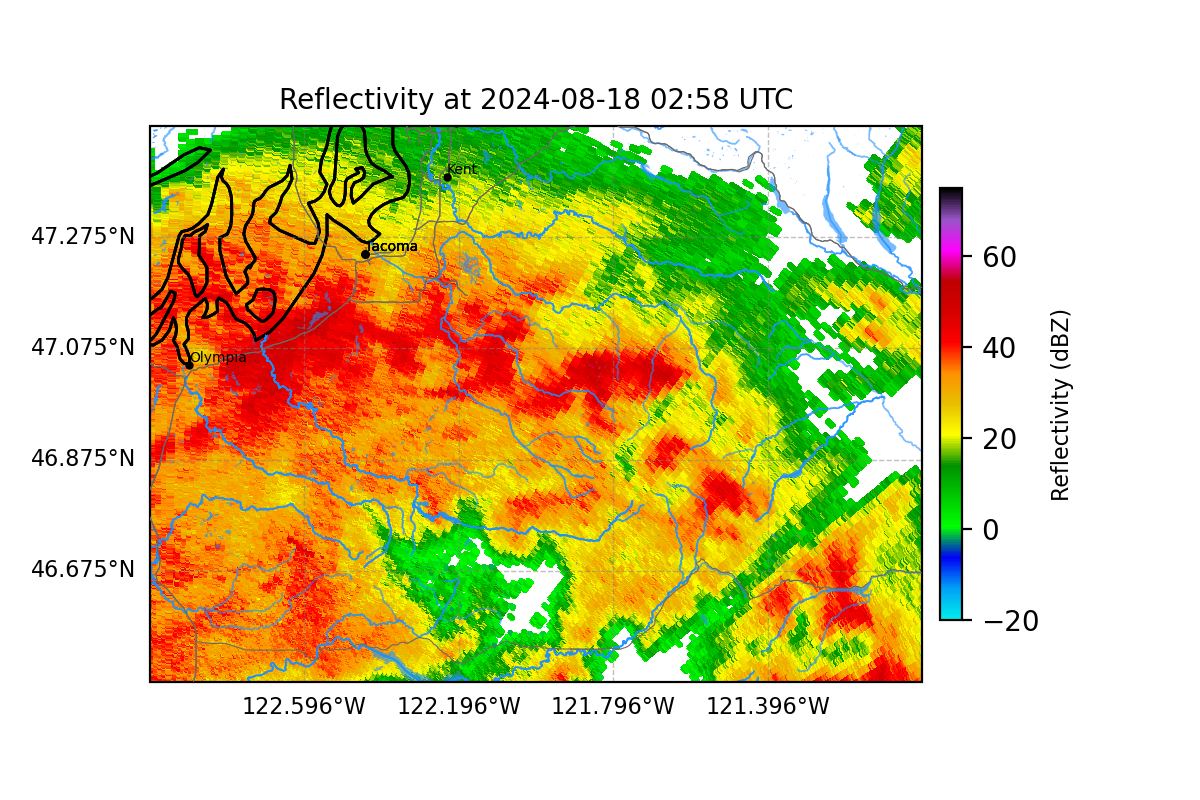 Reflectivity at 2024-08-18 02:58 UTC
Kent
47.275°N
Tacoma
60
47.075°N
Olympia
40
46.875°N
20
Reflectivity (dBZ)
0
46.675°N
−20
122.596°W 122.196°W 121.796°W 121.396°W